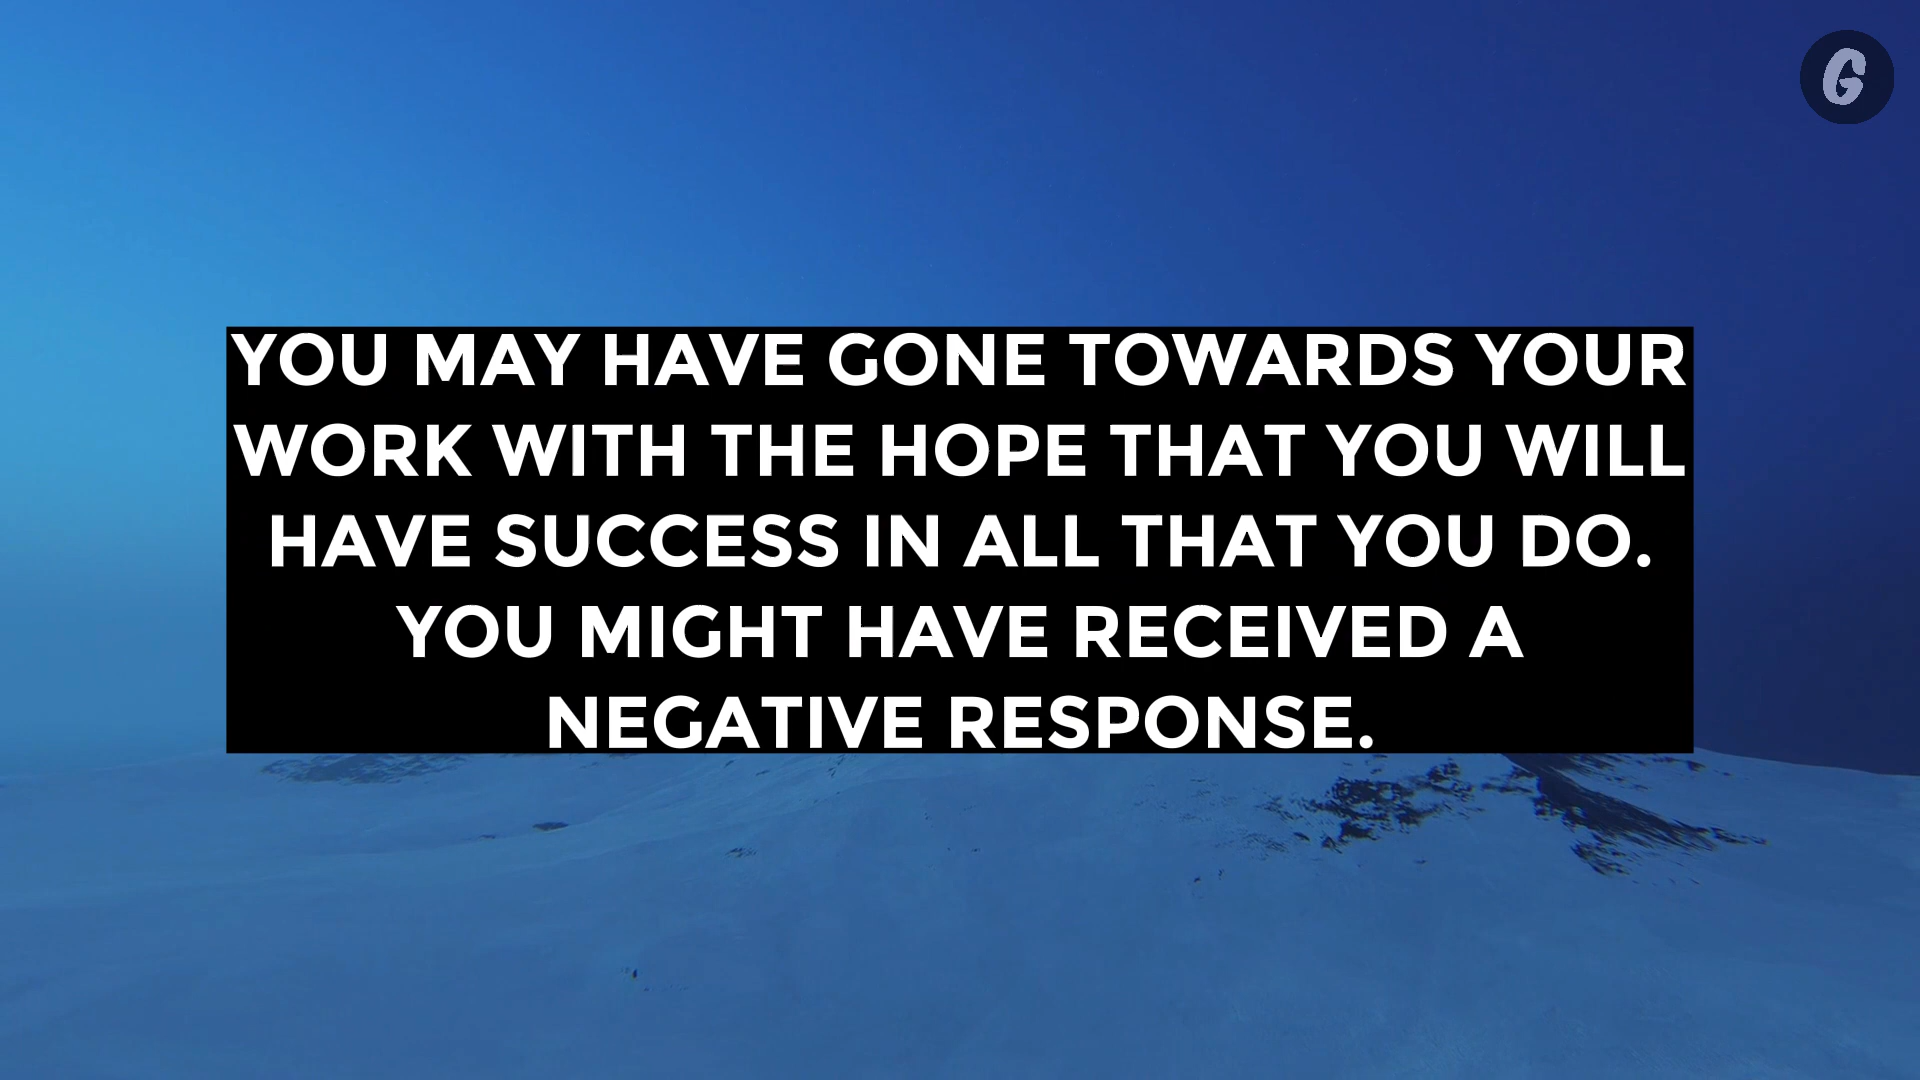 G
YOU MAY HAVE GONE TOWARDS YOUR
WORK WITH THE HOPE THAT YOU WILL
HAVE SUCCESS IN ALL THAT YOU DO.
YOU MIGHT HAVE RECEIVED A
NEGATIVE RESPONSE.